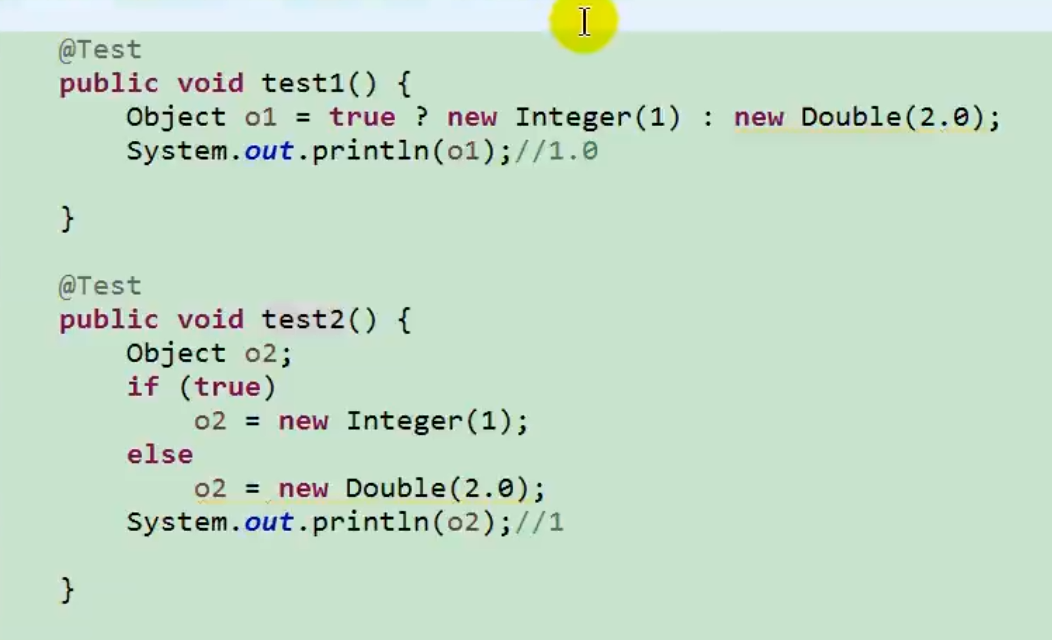 @Test
public void test1() {
Object o1 = true ? new Integer(1) : new Double(2.0);
System.out.println(o1);//1.0
}
@Test
public void test2() {
Object o2;
if (true)
o2 = new Integer(1);
else
o2 = new Double(2.0);
System.out.println(o2);//1
}